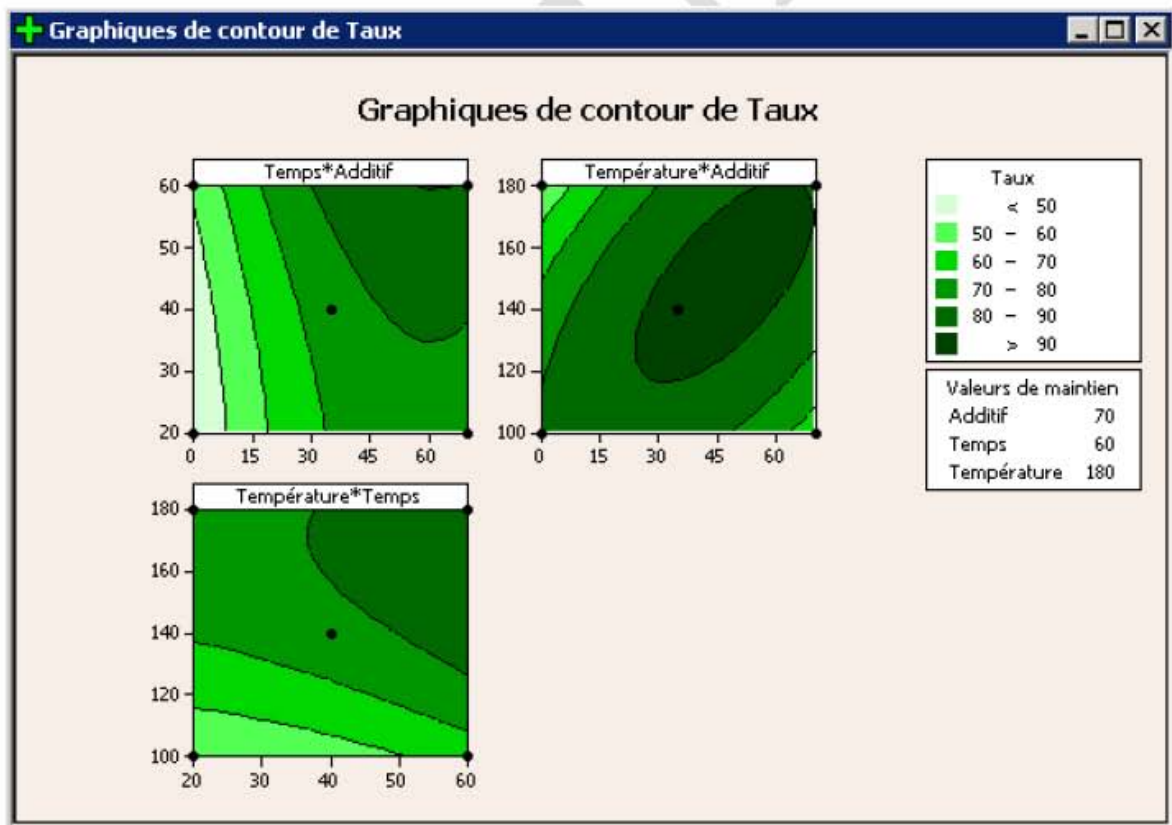 Graphiques de contour de Taux
Graphiques de contour de Taux
Temps*Additif
60
50
40
30
20
0 15 30 45 60
Température*Additif
180
160
140
120
100
0 15 30 45 60
Taux
< 50
50 - 60
60 - 70
70 - 80
80 - 90
> 90
Valeurs de maintien
Additif 70
Temps 60
Température 180
Température*Temps
180
160
140
120
100
20 30 40 50 60